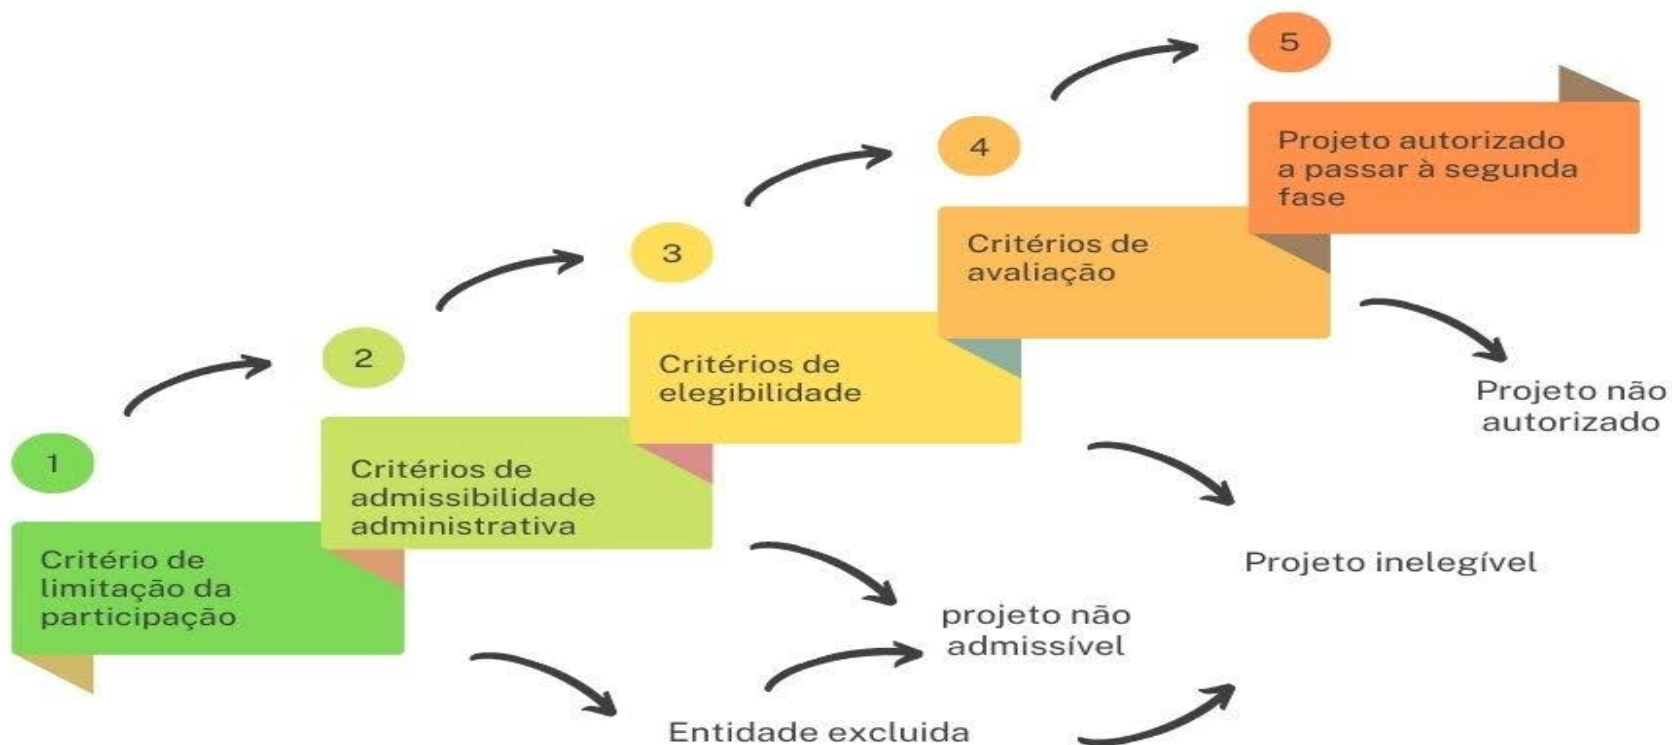 1
Critério de
limitação da
participação
2
Critérios de
admissibilidade
administrativa
3
Critérios de
elegibilidade
4
Critérios de
avaliação
5
Projeto autorizado
a passar à segunda
fase
Projeto não
autorizado
Projeto inelegível
projeto não
admissível
Entidade excluida